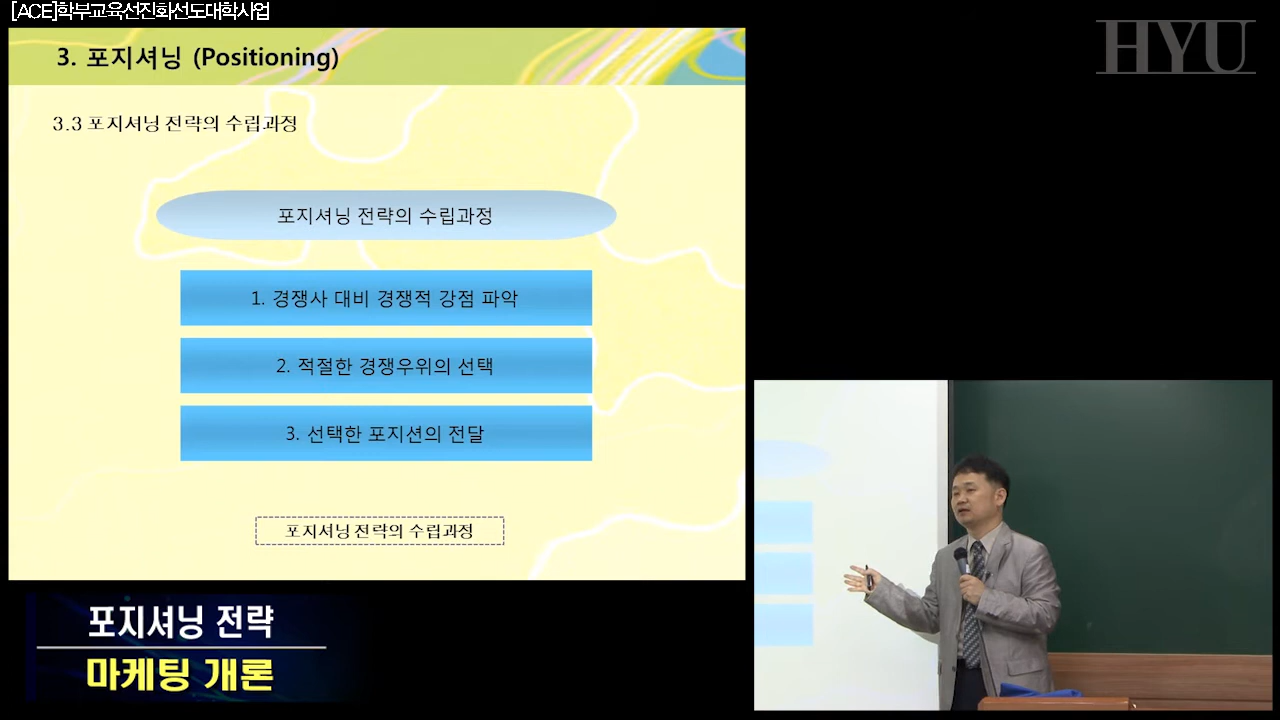 [ACE]학부교육선진화선도대학사업
HYU
3. 포지셔닝 (Positioning)
3.3 포지셔닝 전략의 수립과정
포지셔닝 전략의 수립과정
1. 경쟁사 대비 경쟁적 강점 파악
2. 적절한 경쟁우위의 선택
3. 선택한 포지션의 전달
포지셔닝 전략의 수립과정
포지셔닝 전략
마케팅 개론